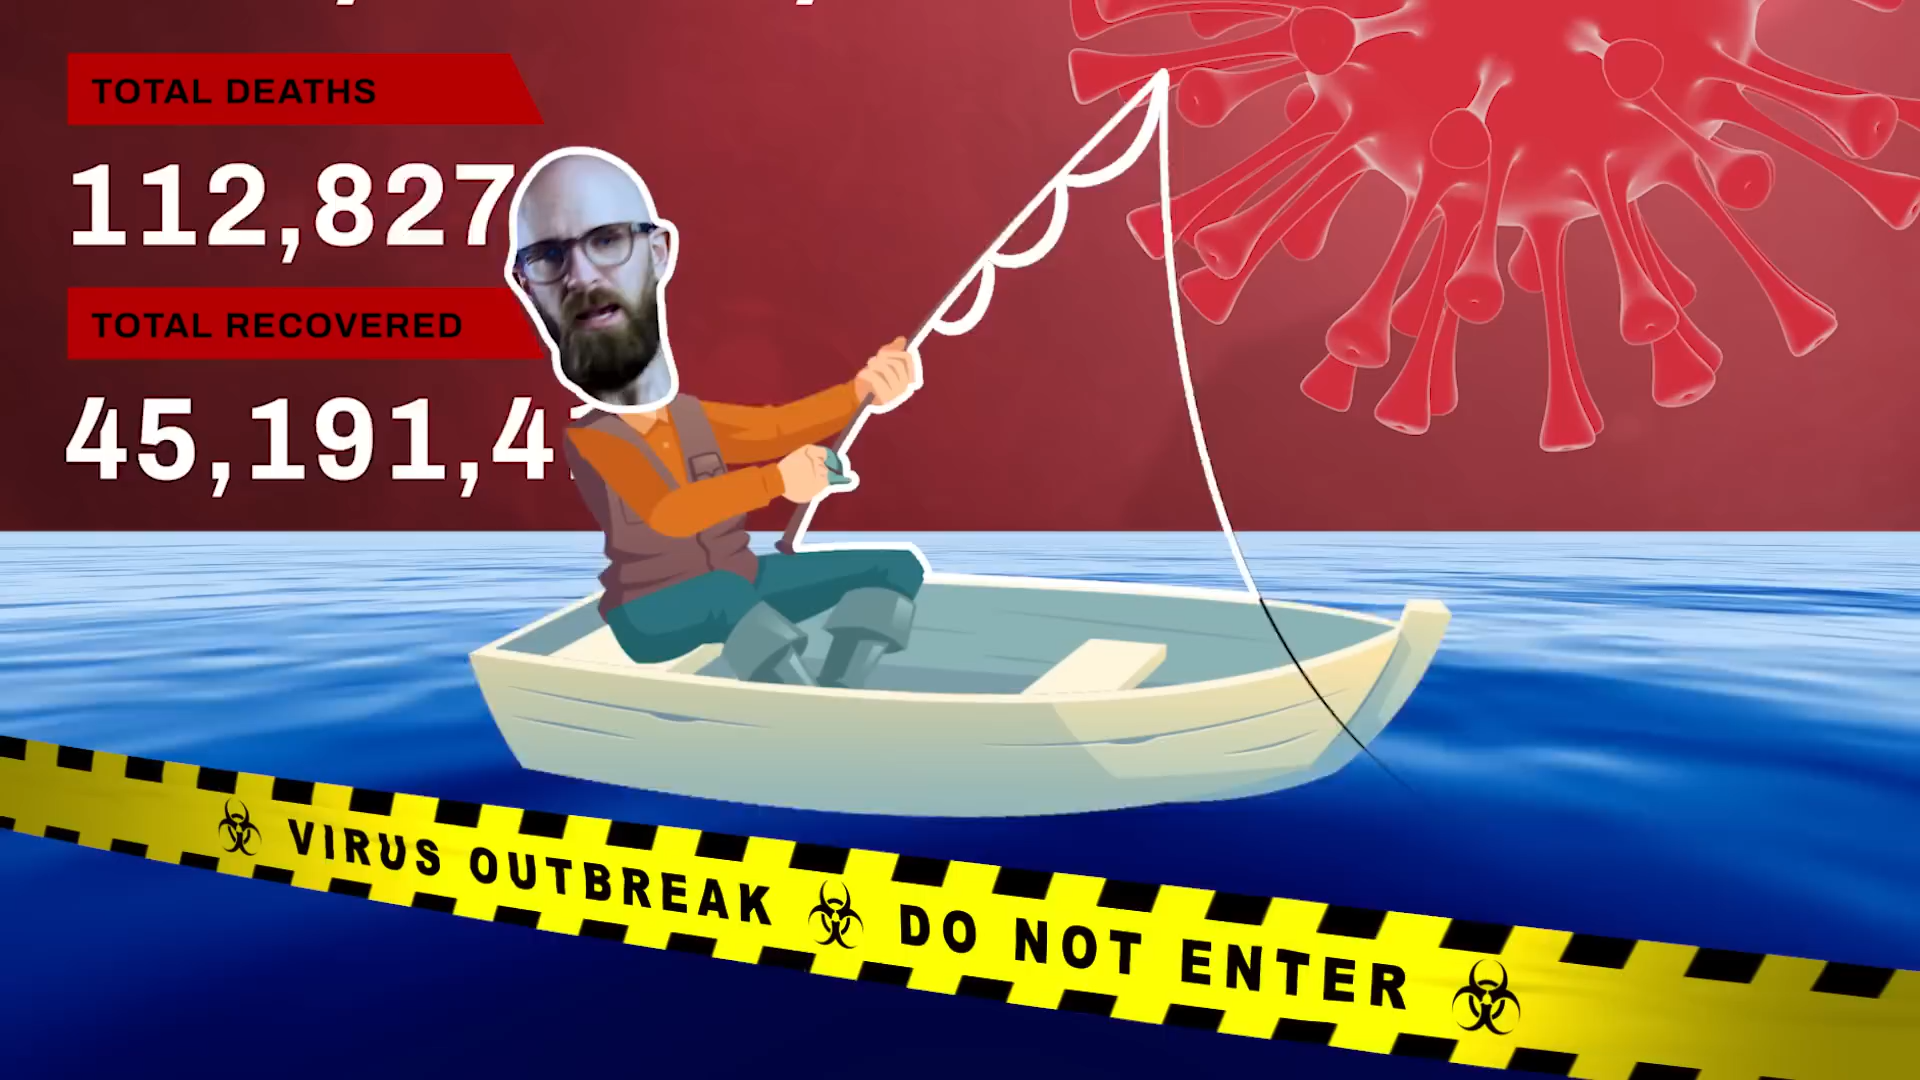 TOTAL DEATHS
112,827
TOTAL RECOVERED
45,191,4
VIRUS OUTBREAK DO NOT ENTER